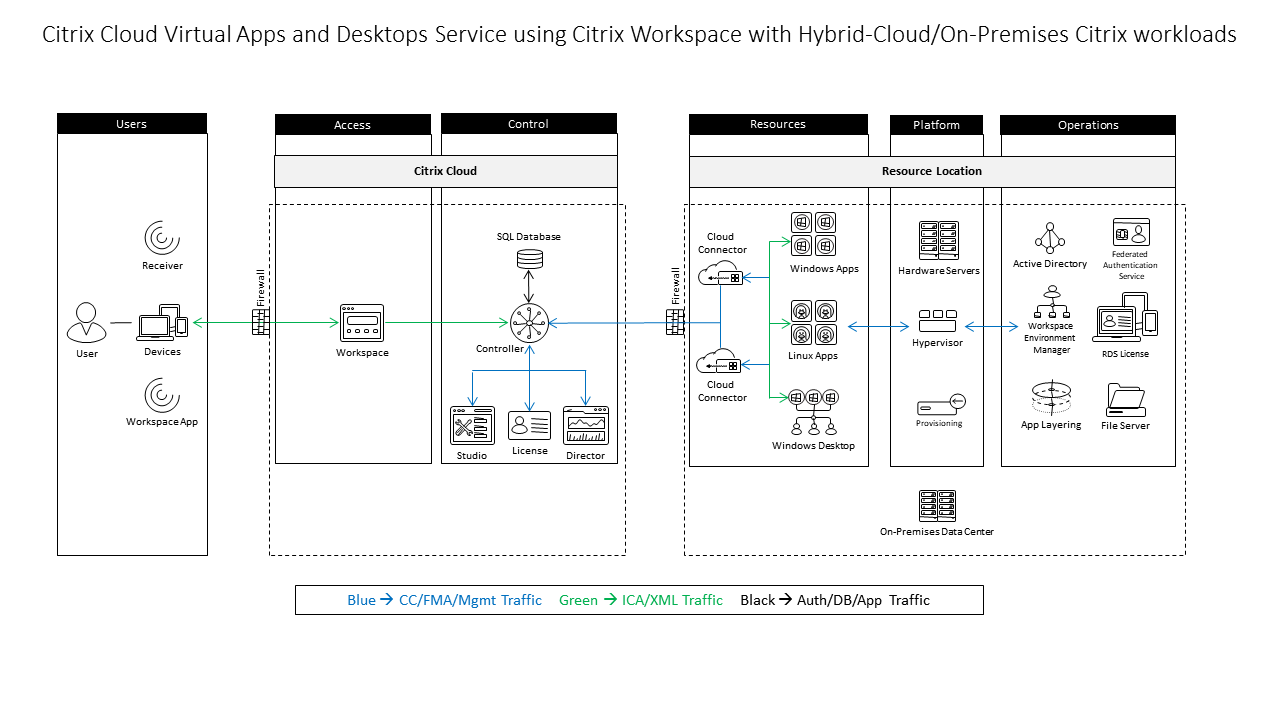 Citrix Cloud Virtual Apps and Desktops Service using Citrix Workspace with Hybrid-Cloud/On-Premises Citrix workloads
Users
Access
Control
Resources
Platform
Operations
Citrix Cloud
Resource Location
Receiver
User
Devices
Workspace App
Firewall
Workspace
SQL Database
Controller
Studio
License
Director
Firewall
Cloud
Connector
Cloud
Connector
Windows Apps
Linux Apps
Windows Desktop
Hardware Servers
Hypervisor
Provisioning
Active Directory
Federated
Authentication
Service
Workspace
Environment
Manager
RDS License
App Layering
File Server
On-Premises Data Center
Blue → CC/FMA/Mgmt Traffic Green → ICA/XML Traffic Black → Auth/DB/App Traffic